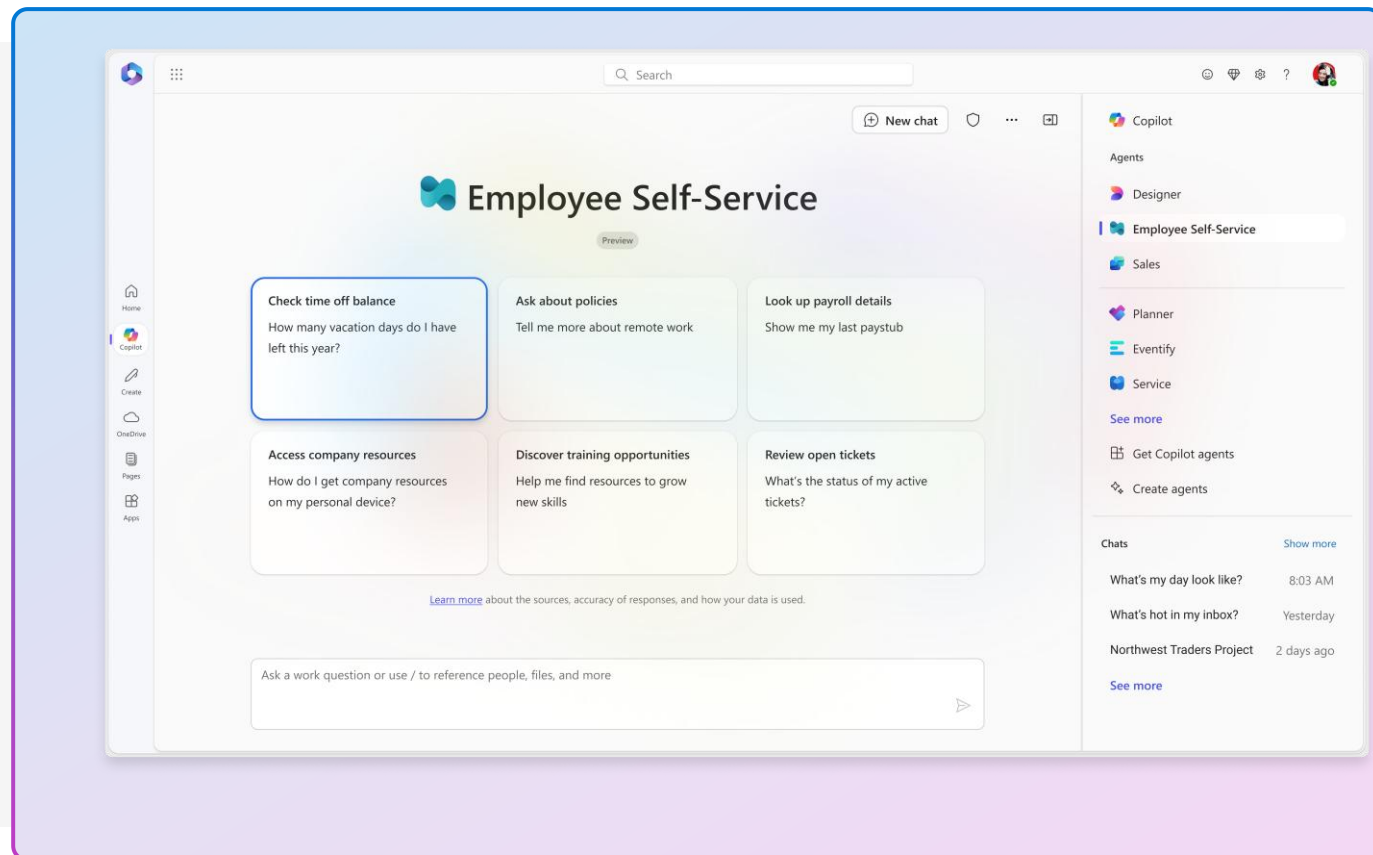 Search
?
New chat
Employee Self-Service
Preview
Check time off balance
How many vacation days do I have
left this year?
Ask about policies
Tell me more about remote work
Look up payroll details
Show me my last paystub
Access company resources
How do I get company resources
on my personal device?
Discover training opportunities
Help me find resources to grow
new skills
Review open tickets
What's the status of my active
tickets?
Learn more about the sources, accuracy of responses, and how your data is used.
Ask a work question or use / to reference people, files, and more
Home
Copilot
Create
OneDrive
Pages
Apps
Copilot
Agents
Designer
Employee Self-Service
Sales
Planner
Eventify
Service
See more
Get Copilot agents
Create agents
Chats Show more
What's my day look like? 8:03 AM
What's hot in my inbox? Yesterday
Northwest Traders Project 2 days ago
See more